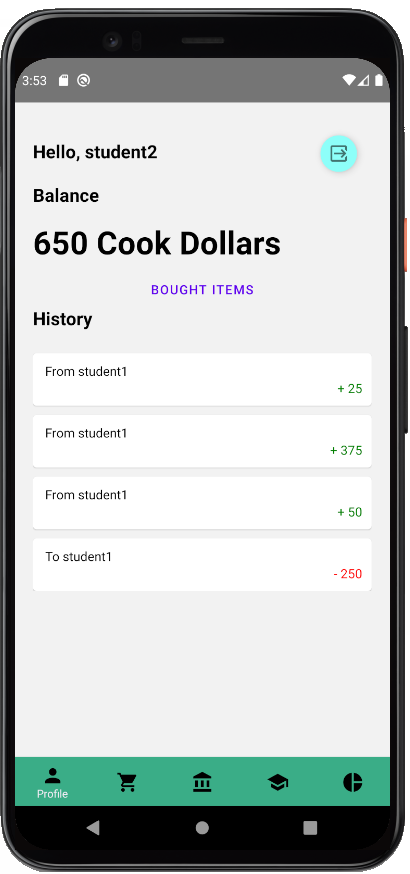 3:53
Hello, student2
Balance
650 Cook Dollars
BOUGHT ITEMS
History
From student1
+ 25
From student1
+ 375
From student1
+ 50
To student1
- 250
Profile